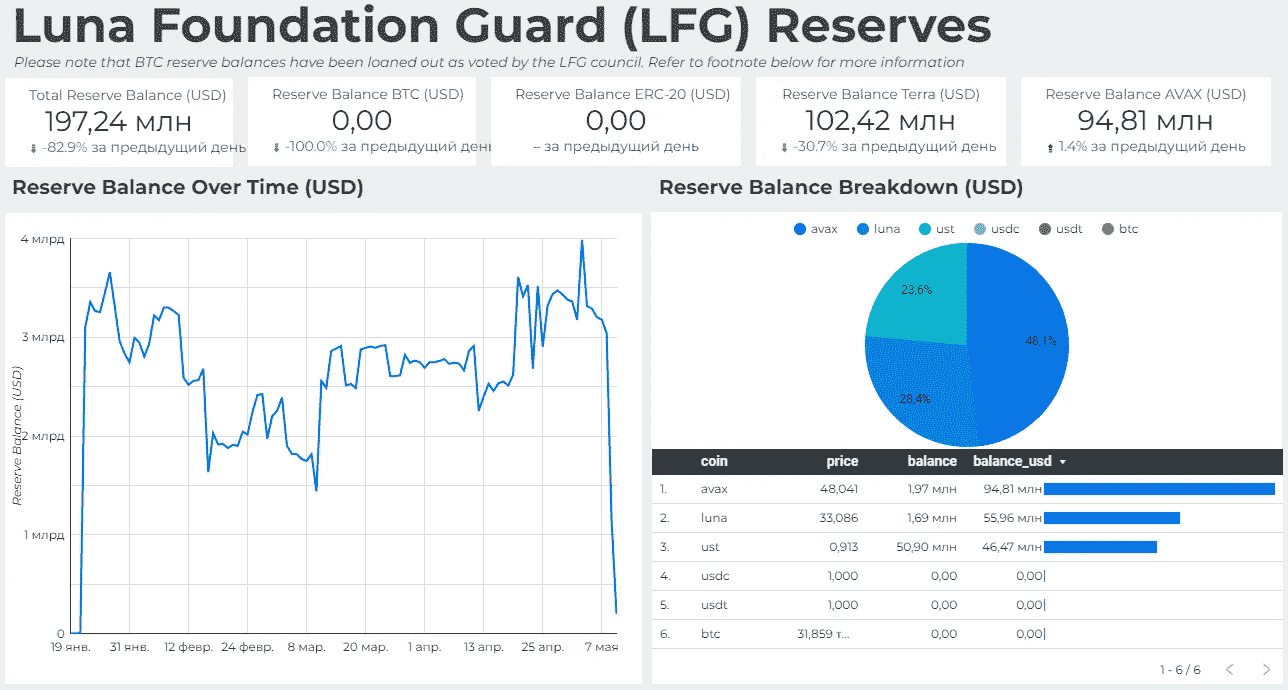 Luna Foundation Guard (LFG) Reserves
Please note that BTC reserve balances have been loaned out as voted by the LFG council. Refer to footnote below for more information
Total Reserve Balance (USD)
197,24 млн
-82.9% за предыдущий день
Reserve Balance BTC (USD)
0,00
-100.0% за предыдущий день
Reserve Balance ERC-20 (USD)
0,00
– за предыдущий день
Reserve Balance Terra (USD)
102,42 млн
-30.7% за предыдущий день
Reserve Balance AVAX (USD)
94,81 млн
1.4% за предыдущий день
Reserve Balance Over Time (USD)
Reserve Balance (USD)
4 млрд
3 млрд
2 млрд
1 млрд
0
19 янв. 31 янв. 12 февр. 24 февр. 8 мар. 20 мар. 1 апр. 13 апр. 25 апр. 7 мая
Reserve Balance Breakdown (USD)
avax luna ust usdc usdt btc
23,6%
48,1%
28,4%
coin price balance balance_usd
1. avax 48,041 1,97 млн 94,81 млн
2. luna 33,086 1,69 млн 55,96 млн
3. ust 0,913 50,90 млн 46,47 млн
4. usdc 1,000 0,00 0,00
5. usdt 1,000 0,00 0,00
6. btc 31,859 т... 0,00 0,00
1 - 6 / 6